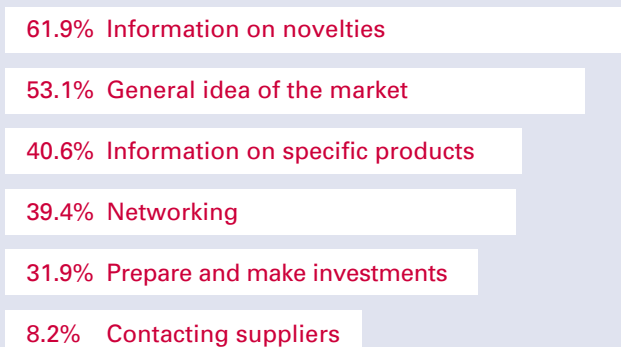 61.9% Information on novelties
53.1% General idea of the market
40.6% Information on specific products
39.4% Networking
31.9% Prepare and make investments
8.2% Contacting suppliers